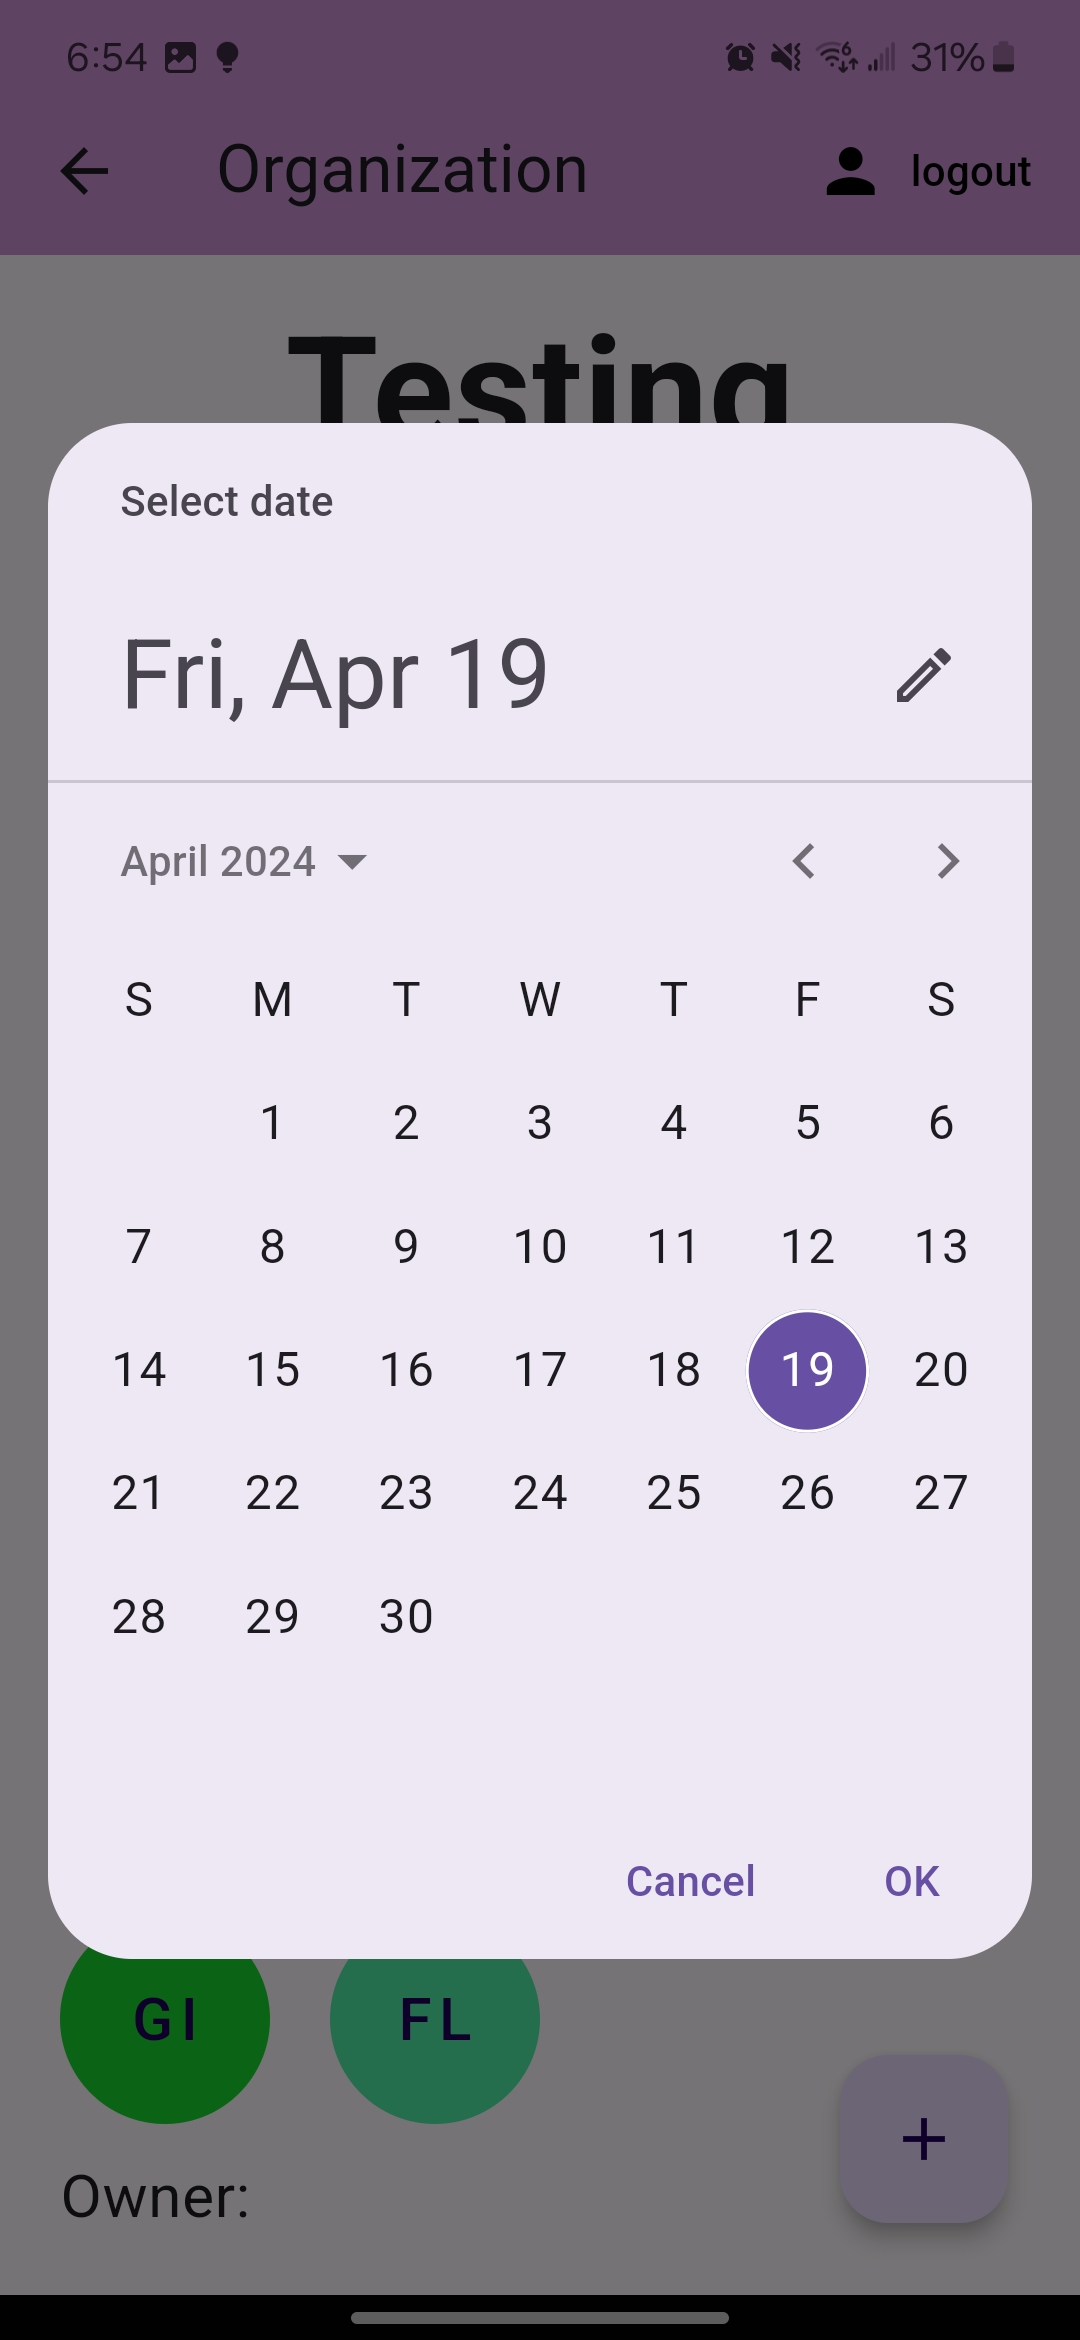 6:54 31%
Organization logout
Testing
Select date
Fri, Apr 19
April 2024
S M T W T F S
1 2 3 4 5 6
7 8 9 10 11 12 13
14 15 16 17 18 19 20
21 22 23 24 25 26 27
28 29 30
Cancel OK
GI FL
Owner: